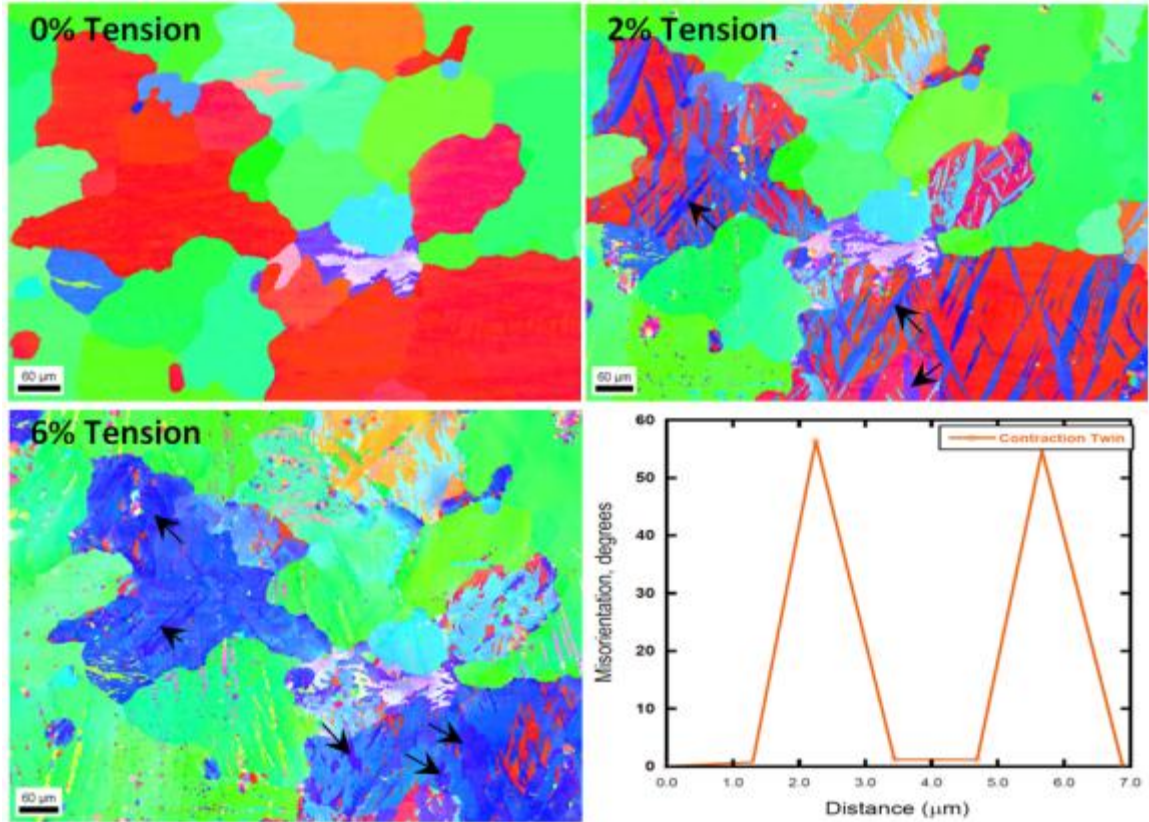 0% Tension
2% Tension
60 µm
60 µm
6% Tension
60 µm
60
50
40
30
20
10
0
Contraction Twin
Misorientation, degrees
0.0
1.0
2.0
3.0
4.0
5.0
6.0
7.0
Distance (µm)